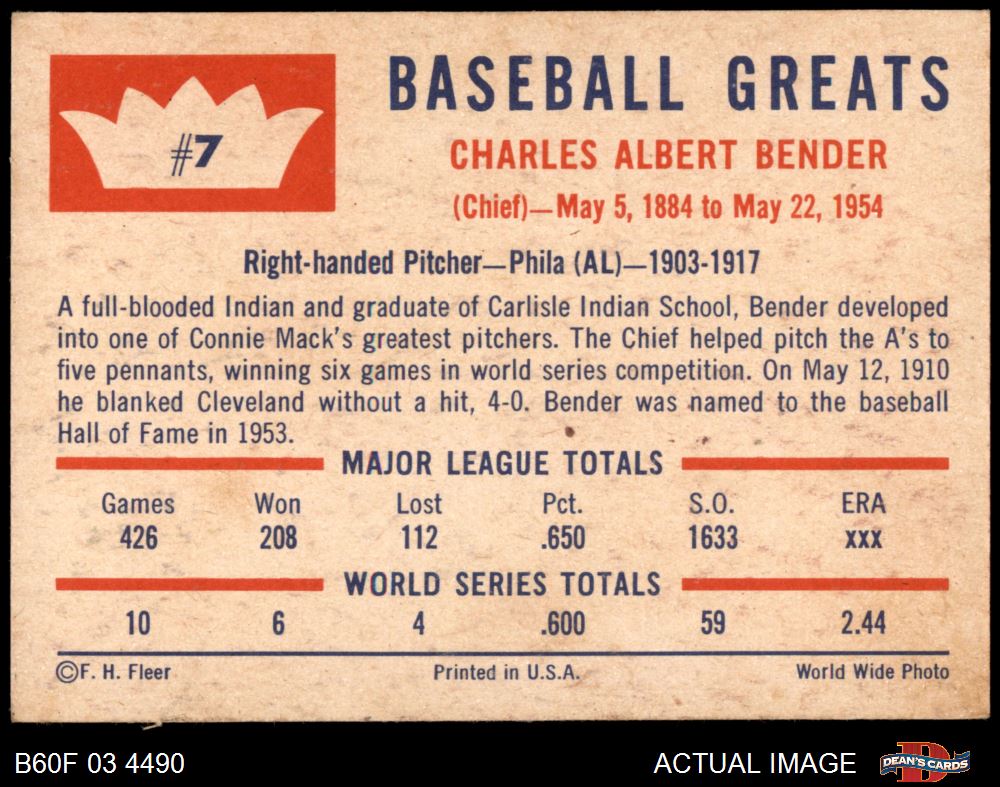 #7
BASEBALL GREATS
CHARLES ALBERT BENDER
(Chief)—May 5, 1884 to May 22, 1954
Right-handed Pitcher—Phila (AL)—1903-1917
A full-blooded Indian and graduate of Carlisle Indian School, Bender developed
into one of Connie Mack's greatest pitchers. The Chief helped pitch the A's to
five pennants, winning six games in world series competition. On May 12, 1910
he blanked Cleveland without a hit, 4-0. Bender was named to the baseball
Hall of Fame in 1953.
MAJOR LEAGUE TOTALS
Games Won Lost Pct. S.O. ERA
426 208 112 .650 1633 xxx
WORLD SERIES TOTALS
10 6 4 .600 59 2.44
©F. H. Fleer Printed in U.S.A. World Wide Photo
B60F 03 4490 ACTUAL IMAGE DEAN'S CARDS